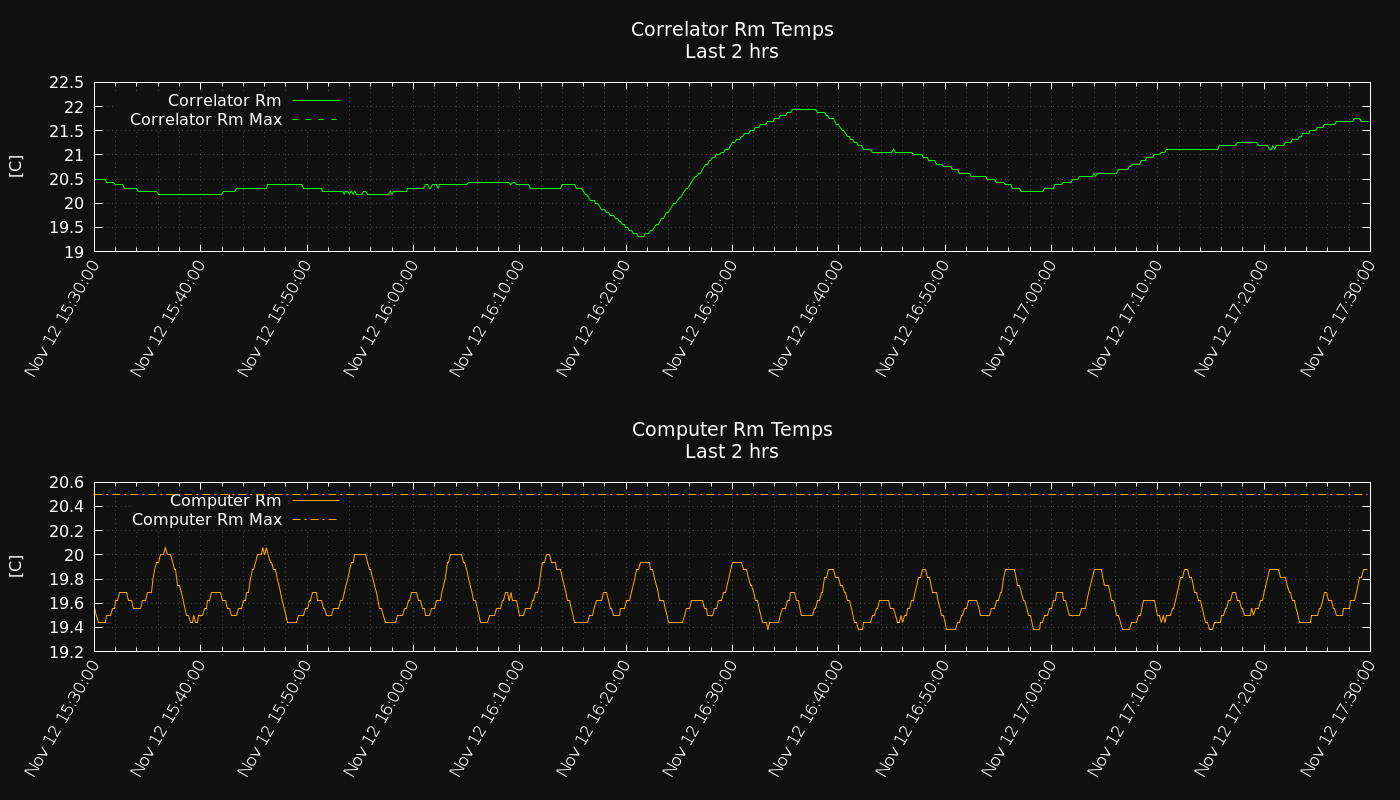 Correlator Rm Temps
Last 2 hrs
22.5
22
21.5
21
20.5
20
19.5
19
[C]
Correlator Rm
Correlator Rm Max
Nov 12 15:30:00
Nov 12 15:40:00
Nov 12 15:50:00
Nov 12 16:00:00
Nov 12 16:10:00
Nov 12 16:20:00
Nov 12 16:30:00
Nov 12 16:40:00
Nov 12 16:50:00
Nov 12 17:00:00
Nov 12 17:10:00
Nov 12 17:20:00
Nov 12 17:30:00
Computer Rm Temps
Last 2 hrs
20.6
20.4
20.2
20
19.8
19.6
19.4
19.2
[C]
Computer Rm
Computer Rm Max
Nov 12 15:30:00
Nov 12 15:40:00
Nov 12 15:50:00
Nov 12 16:00:00
Nov 12 16:10:00
Nov 12 16:20:00
Nov 12 16:30:00
Nov 12 16:40:00
Nov 12 16:50:00
Nov 12 17:00:00
Nov 12 17:10:00
Nov 12 17:20:00
Nov 12 17:30:00